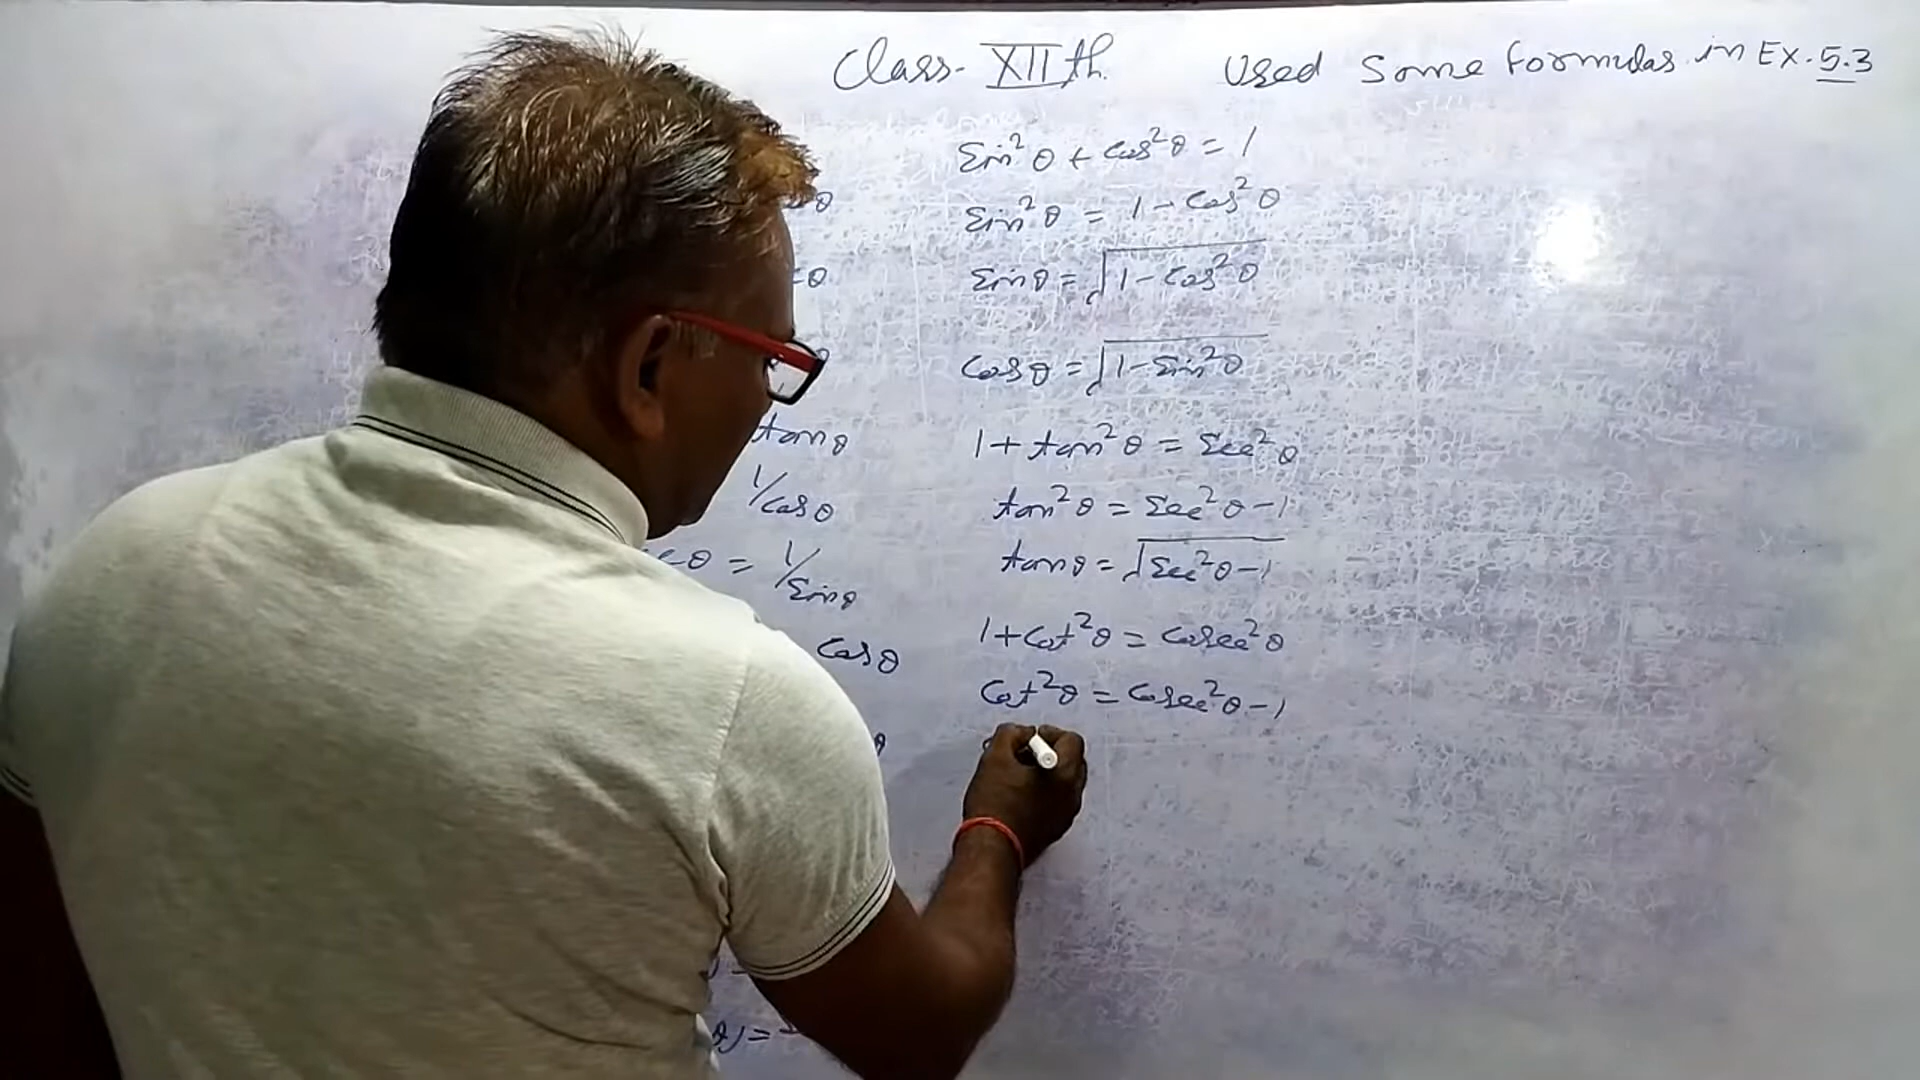 Class- XIIth. Used Some formulas in EX. 5.3
Sin²θ + Cos²θ = 1
Sin²θ = 1 - Cos²θ
Sinθ = √1 - Cos²θ
Cosθ = √1 - Sin²θ
1 + tan²θ = Sec²θ
tan²θ = Sec²θ - 1
tanθ = √Sec²θ - 1
1 + Cot²θ = Cosec²θ
Cot²θ = Cosec²θ - 1
θ
θ
tanθ
1/Cosθ
θ = 1/Sinθ
Cosθ